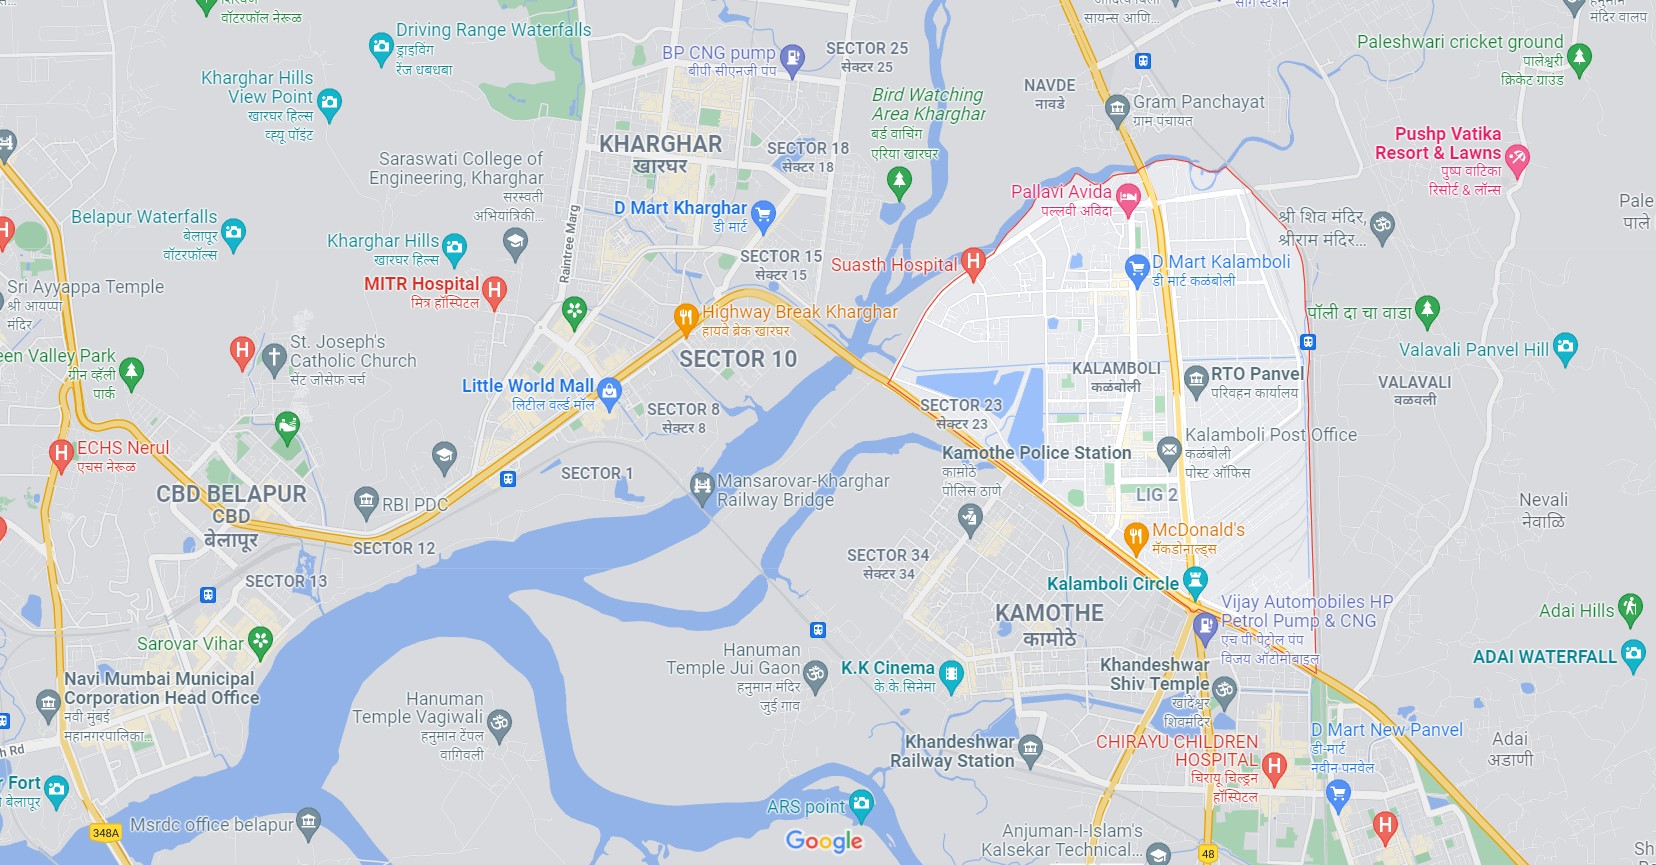 वॉटरफॉल नेरूळ
Driving Range Waterfalls
ड्राइविंग
रेंज धबधबा
BP CNG pump
बीपी सीएनजी पंप
SECTOR 25
सेक्टर 25
सायन्स आणि...
मंदिर वालप
Paleshwari cricket ground
पालेश्वरी
क्रिकेट ग्राउंड
Kharghar Hills
View Point
खारघर हिल्स
व्ह्यू पॉइंट
Bird Watching
Area Kharghar
बर्ड वाचिंग
एरिया खारघर
NAVDE
नावडे
Gram Panchayat
ग्राम पंचायत
Pushp Vatika
Resort & Lawns
पुष्प वाटिका
रिसोर्ट & लॉन्स
KHARGHAR
खारघर
SECTOR 18
सेक्टर 18
Saraswati College of
Engineering, Kharghar
सरस्वती
अभियांत्रिकी...
Pallavi Avida
पल्लवी अविदा
D Mart Kharghar
डी मार्ट
Belapur Waterfalls
बेलापूर
वॉटरफॉल्स
Raintree Marg
Kharghar Hills
खारघर हिल्स
श्री शिव मंदिर,
श्रीराम मंदिर...
Pale
पाले
SECTOR 15
सेक्टर 15
Suasth Hospital
D Mart Kalamboli
डी मार्ट कळंबोली
MITR Hospital
मित्र हॉस्पिटल
Sri Ayyappa Temple
श्री अयप्पा
मंदिर
Highway Break Kharghar
हायवे ब्रेक खारघर
पॉली दा चा वाडा
St. Joseph's
Catholic Church
सेंट जोसेफ चर्च
een Valley Park
ग्रीन व्हॅली
पार्क
SECTOR 10
Valavali Panvel Hill
KALAMBOLI
कळंबोली
RTO Panvel
परिवहन कार्यालय
VALAVALI
वळवली
Little World Mall
लिटील वर्ल्ड मॉल
SECTOR 8
सेक्टर 8
SECTOR 23
सेक्टर 23
ECHS Nerul
एचस नेरूळ
Kalamboli Post Office
कळंबोली
पोस्ट ऑफिस
Kamothe Police Station
कामोठे
पोलिस ठाणे
SECTOR 1
Mansarovar-Kharghar
Railway Bridge
CBD BELAPUR
CBD
बेलापूर
RBI PDC
LIG 2
Nevali
नेवाळि
McDonald's
मॅकडोनाल्ड्स
SECTOR 12
SECTOR 34
सेक्टर 34
SECTOR 13
Kalamboli Circle
KAMOTHE
कामोठे
Vijay Automobiles HP
Petrol Pump & CNG
एच पी पेट्रोल पंप
विजय ऑटोमोबाइल
Adai Hills
Sarovar Vihar
Hanuman
Temple Jui Gaon
हनुमान मंदिर
जुई गाव
K.K Cinema
के.के.सिनेमा
Khandeshwar
Shiv Temple
खांदेश्वर
शिवमंदिर
ADAI WATERFALL
Navi Mumbai Municipal
Corporation Head Office
नवी मुंबई
महानगरपालिका...
Hanuman
Temple Vagiwali
हनुमान टेंपल
वागिवली
Khandeshwar
Railway Station
CHIRAYU CHILDREN
HOSPITAL
चिरायू चिल्ड्रन
हॉस्पिटल
D Mart New Panvel
डी-मार्ट
नवीन पनवेल
Adai
अडाणी
h Rd
r Fort
बेलापूर
ARS point
Msrdc office belapur
348A
Google
Anjuman-I-Islam's
Kalsekar Technical...
48
Sh